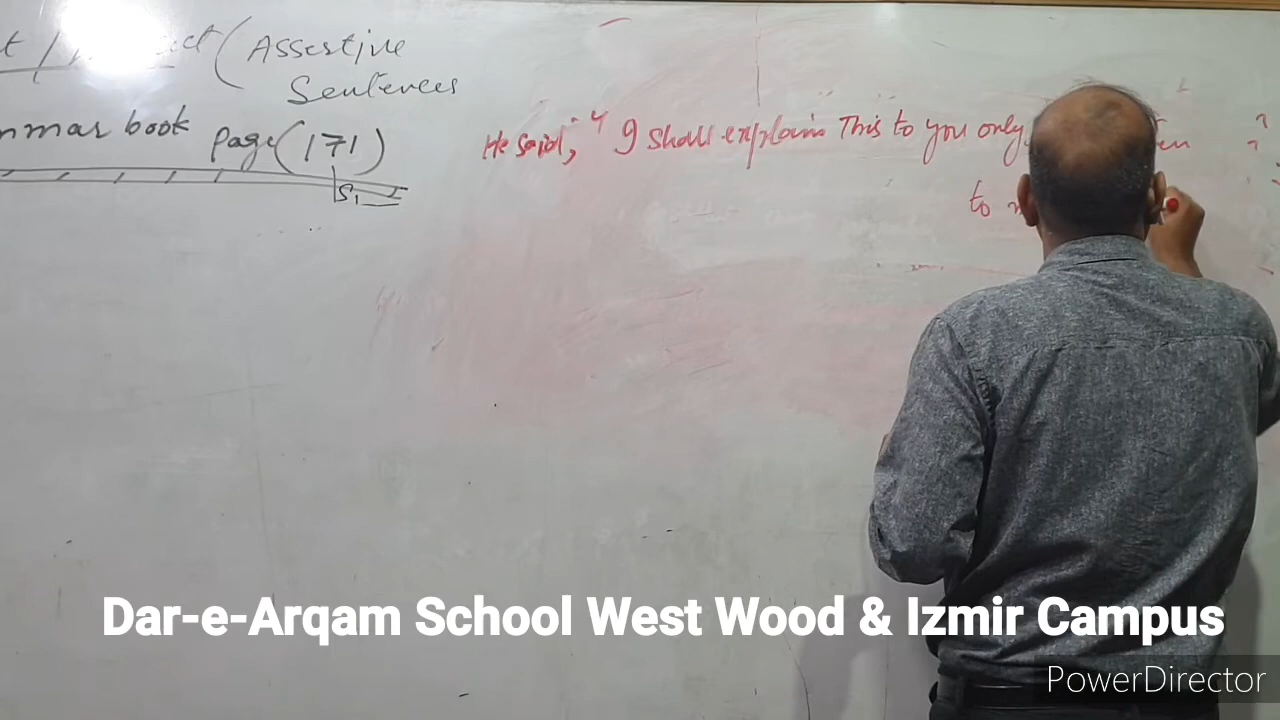 Assertive
Sentences
book Page (171)
S1
He said, " I shall explain This to you only
to
Dar-e-Arqam School West Wood & Izmir Campus
PowerDirector